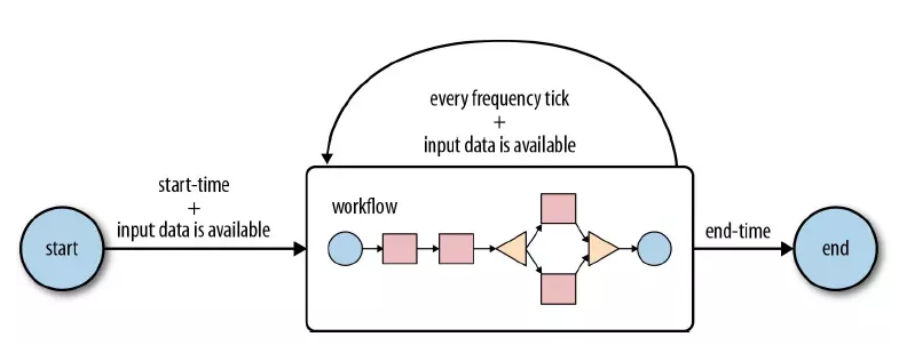 every frequency tick
+
input data is available
start-time
+
input data is available
workflow
start
end-time
end